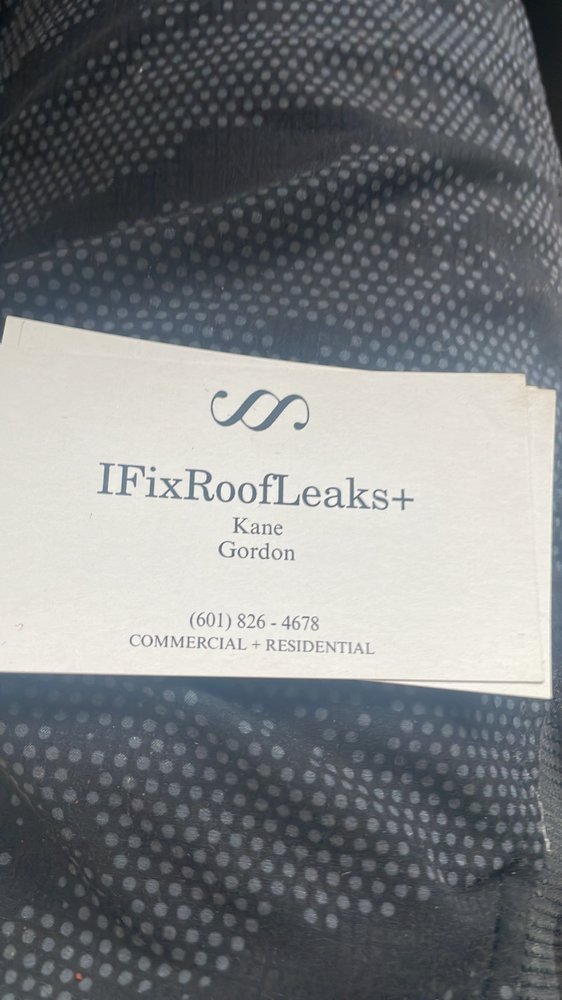 IFixRoofLeaks+
Kane
Gordon
(601) 826 - 4678
COMMERCIAL + RESIDENTIAL